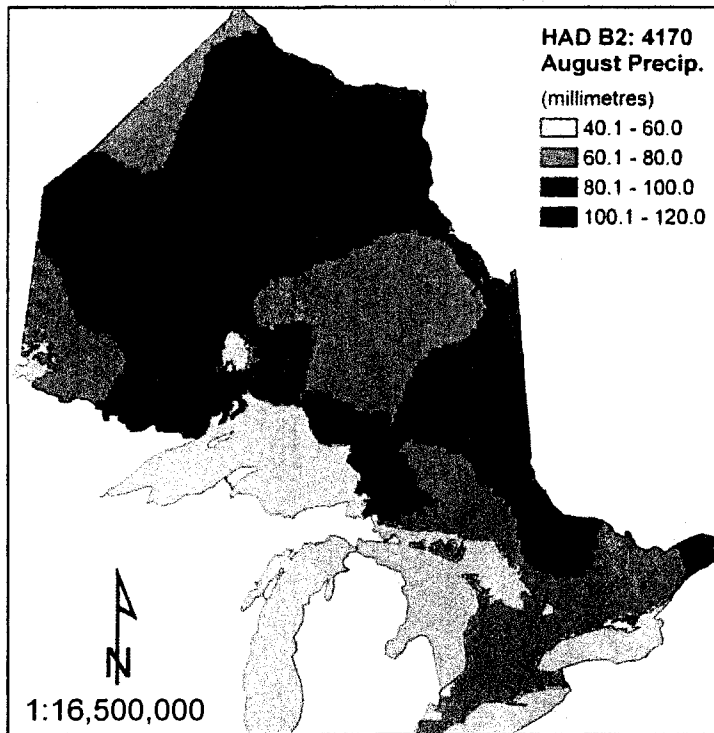 HAD B2: 4170
August Precip.
(millimetres)
40.1 - 60.0
60.1 - 80.0
80.1 - 100.0
100.1 - 120.0
N
1:16,500,000